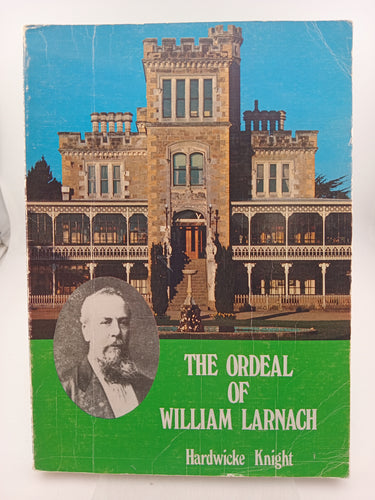 THE ORDEAL
OF
WILLIAM LARNACH
Hardwicke Knight